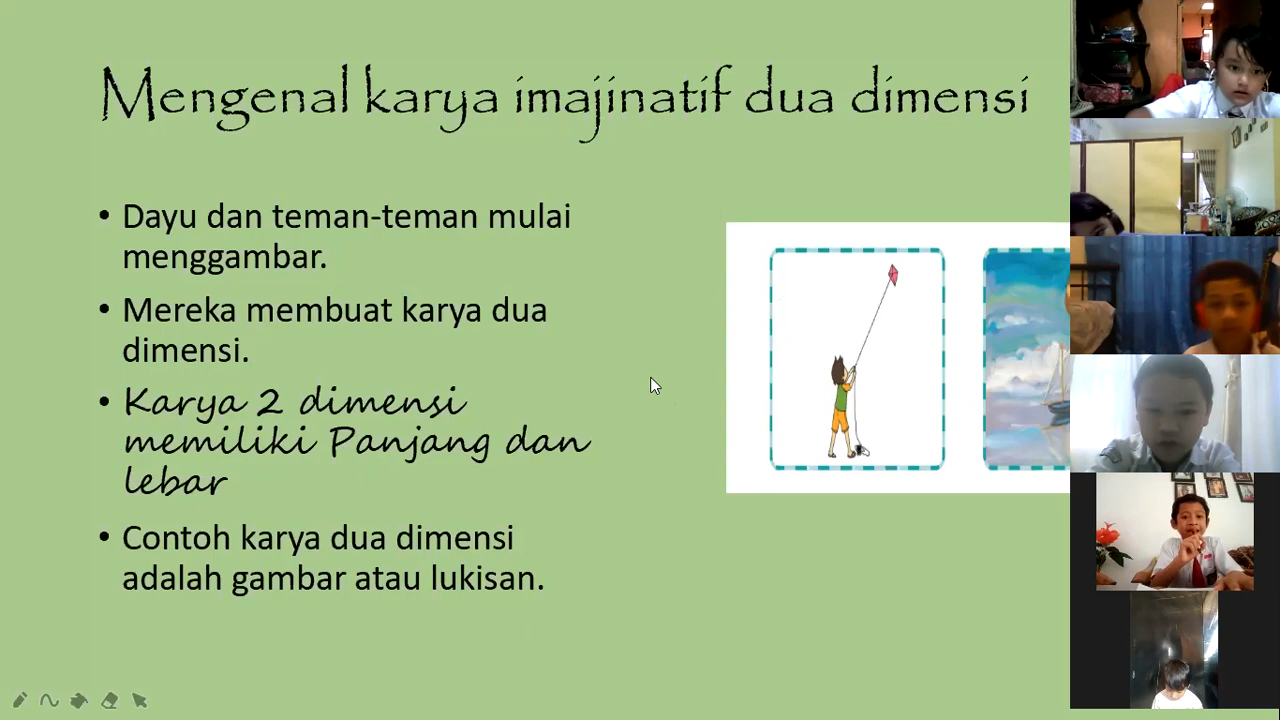 Mengenal karya imajinatif dua dimensi
• Dayu dan teman-teman mulai
menggambar.
• Mereka membuat karya dua
dimensi.
• Karya 2 dimensi
memiliki Panjang dan
lebar
• Contoh karya dua dimensi
adalah gambar atau lukisan.